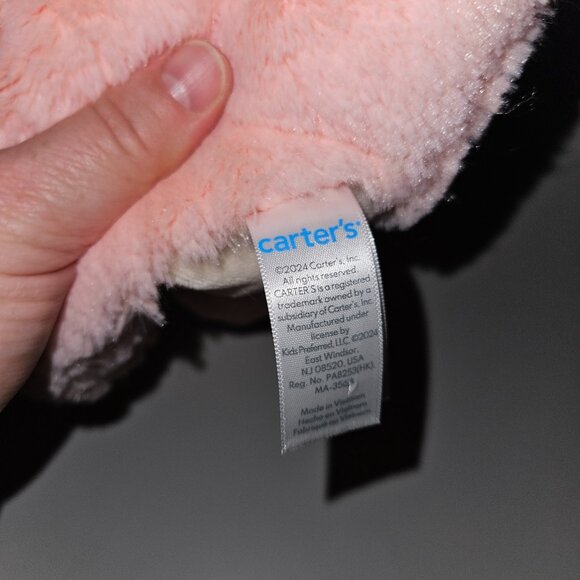 carter's®
©2024 Carter's, Inc.
All rights reserved.
CARTER'S is a registered
trademark owned by a
subsidiary of Carter's, Inc.
Manufactured under
license by
Kids Preferred, LLC ©2024
East Windsor,
NJ 08520, USA
Reg. No. PA8253(HK),
Made in Vietnam
Hecho en Vietnam
Fabriqué au Vietnam